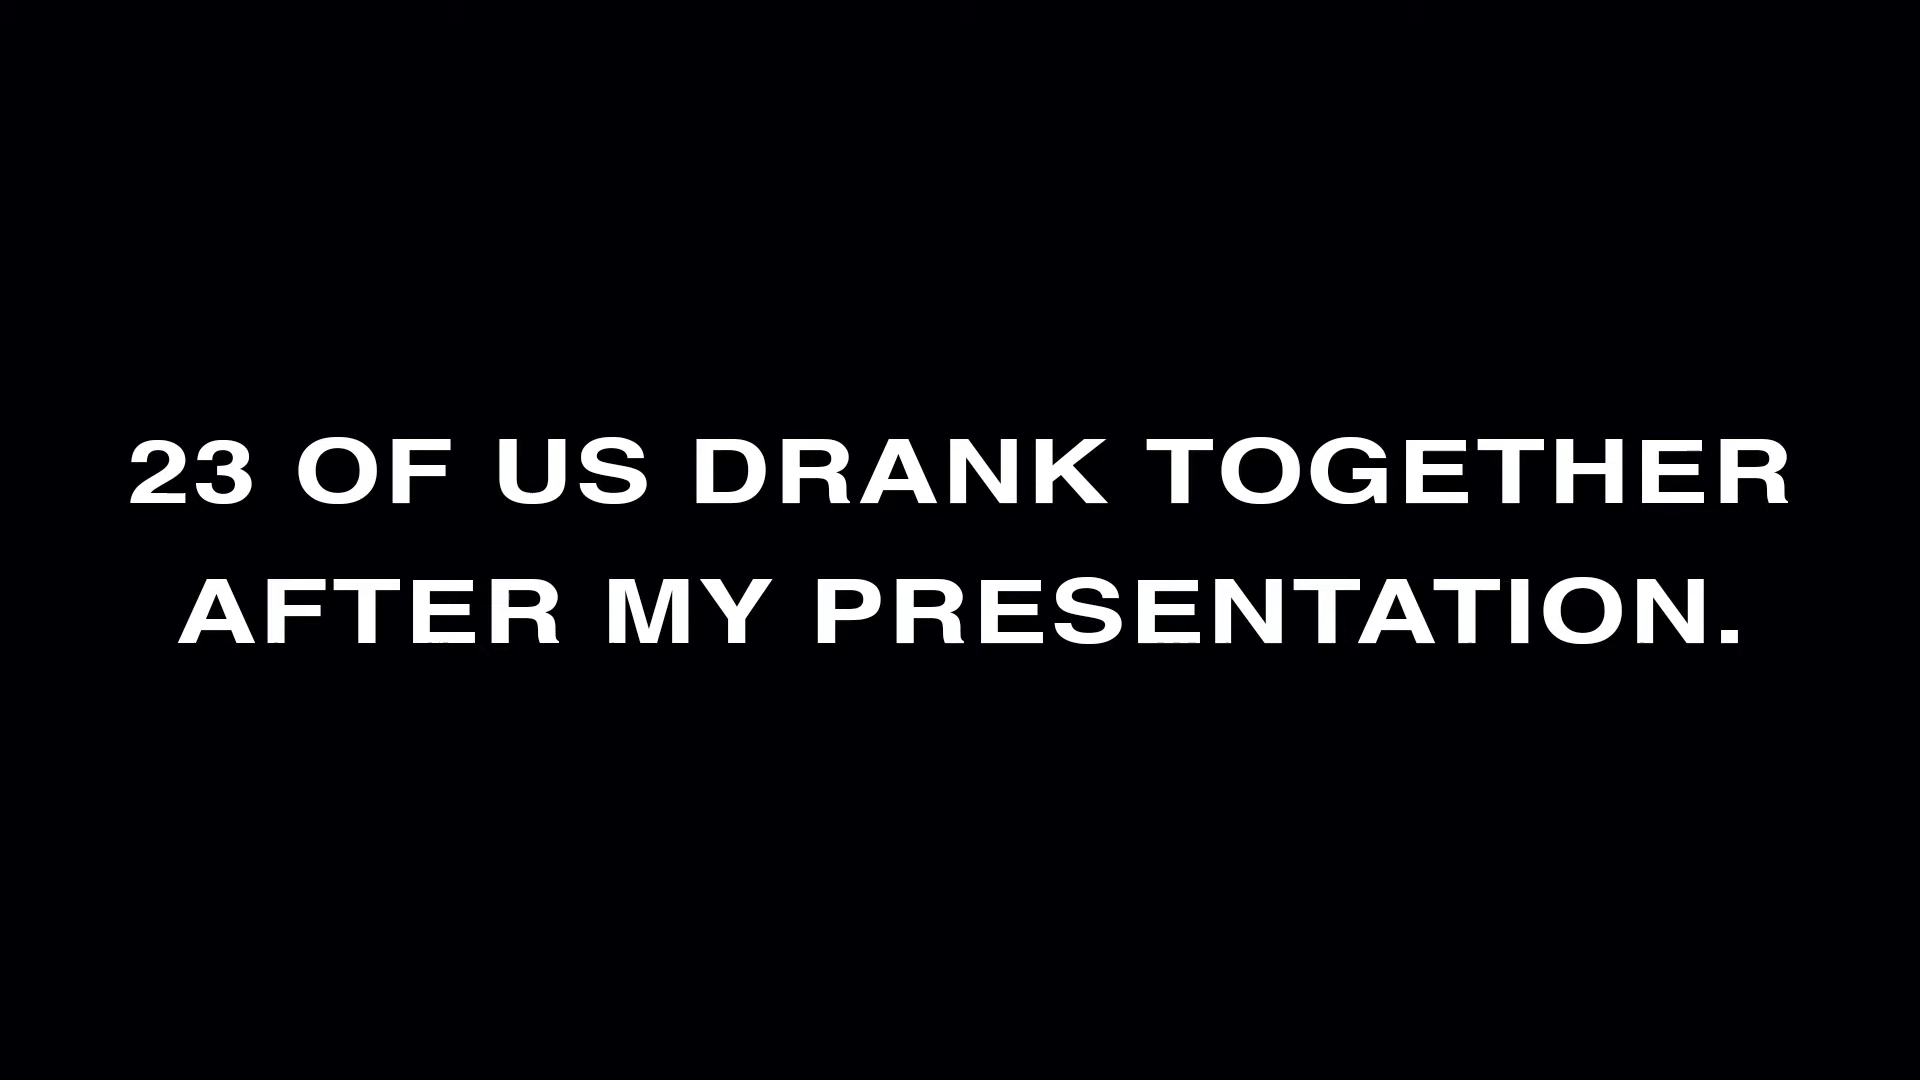 23 OF US DRANK TOGETHER
AFTER MY PRESENTATION.